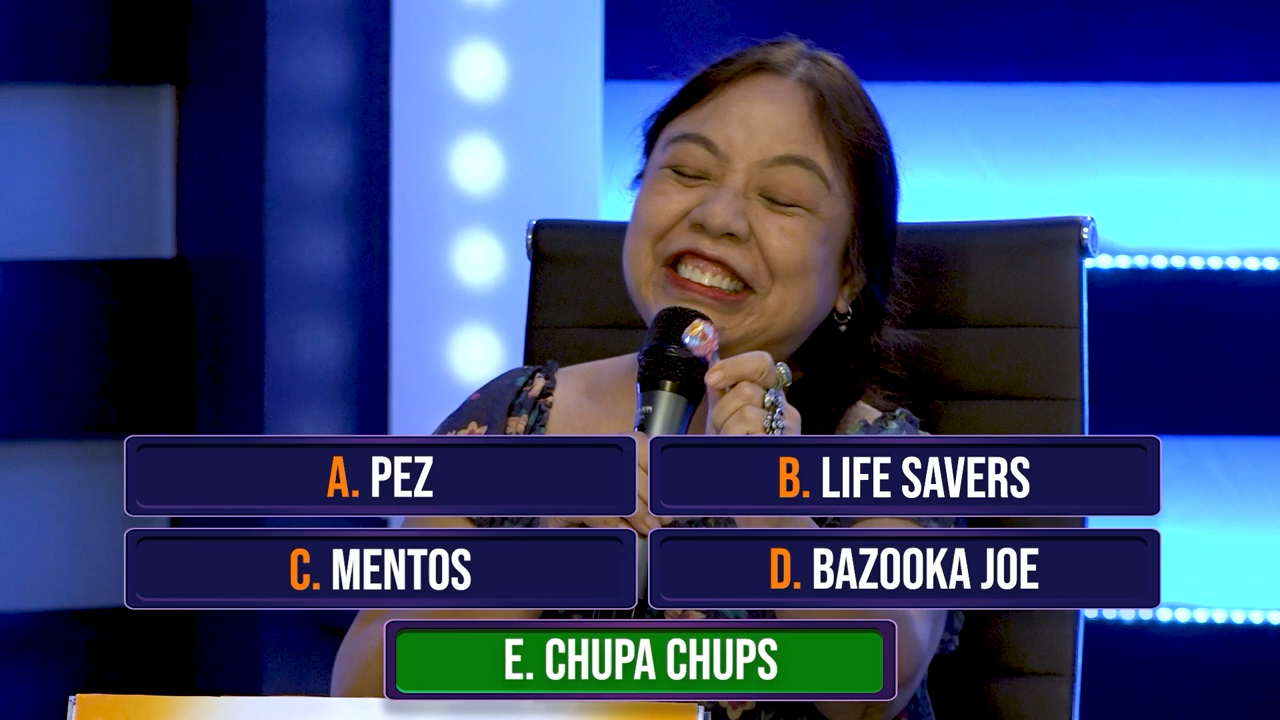 A. PEZ
B. LIFE SAVERS
C. MENTOS
D. BAZOOKA JOE
E. CHUPA CHUPS